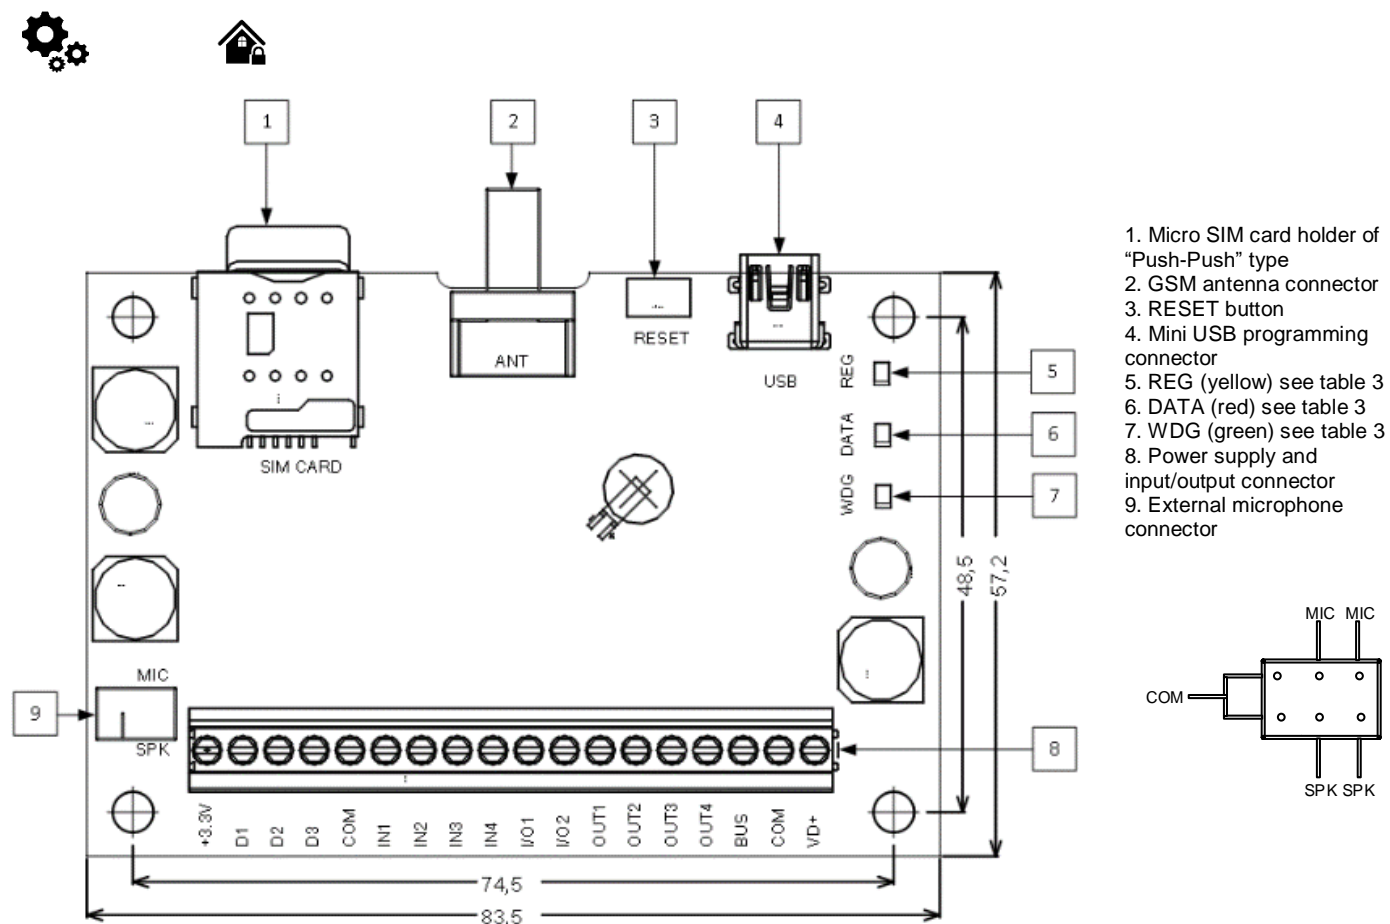 1
2
3
4
ANT
RESET
USB
REG
5
DATA
6
WDG
7
SIM CARD
48,5
57,2
MIC
9
SPK
8
+3.3V
D1
D2
D3
COM
IN1
IN2
IN3
IN4
I/O1
I/O2
OUT1
OUT2
OUT3
OUT4
BUS
COM
VD+
74,5
83,5
1. Micro SIM card holder of
“Push-Push” type
2. GSM antenna connector
3. RESET button
4. Mini USB programming
connector
5. REG (yellow) see table 3
6. DATA (red) see table 3
7. WDG (green) see table 3
8. Power supply and
input/output connector
9. External microphone
connector
MIC MIC
COM
SPK SPK